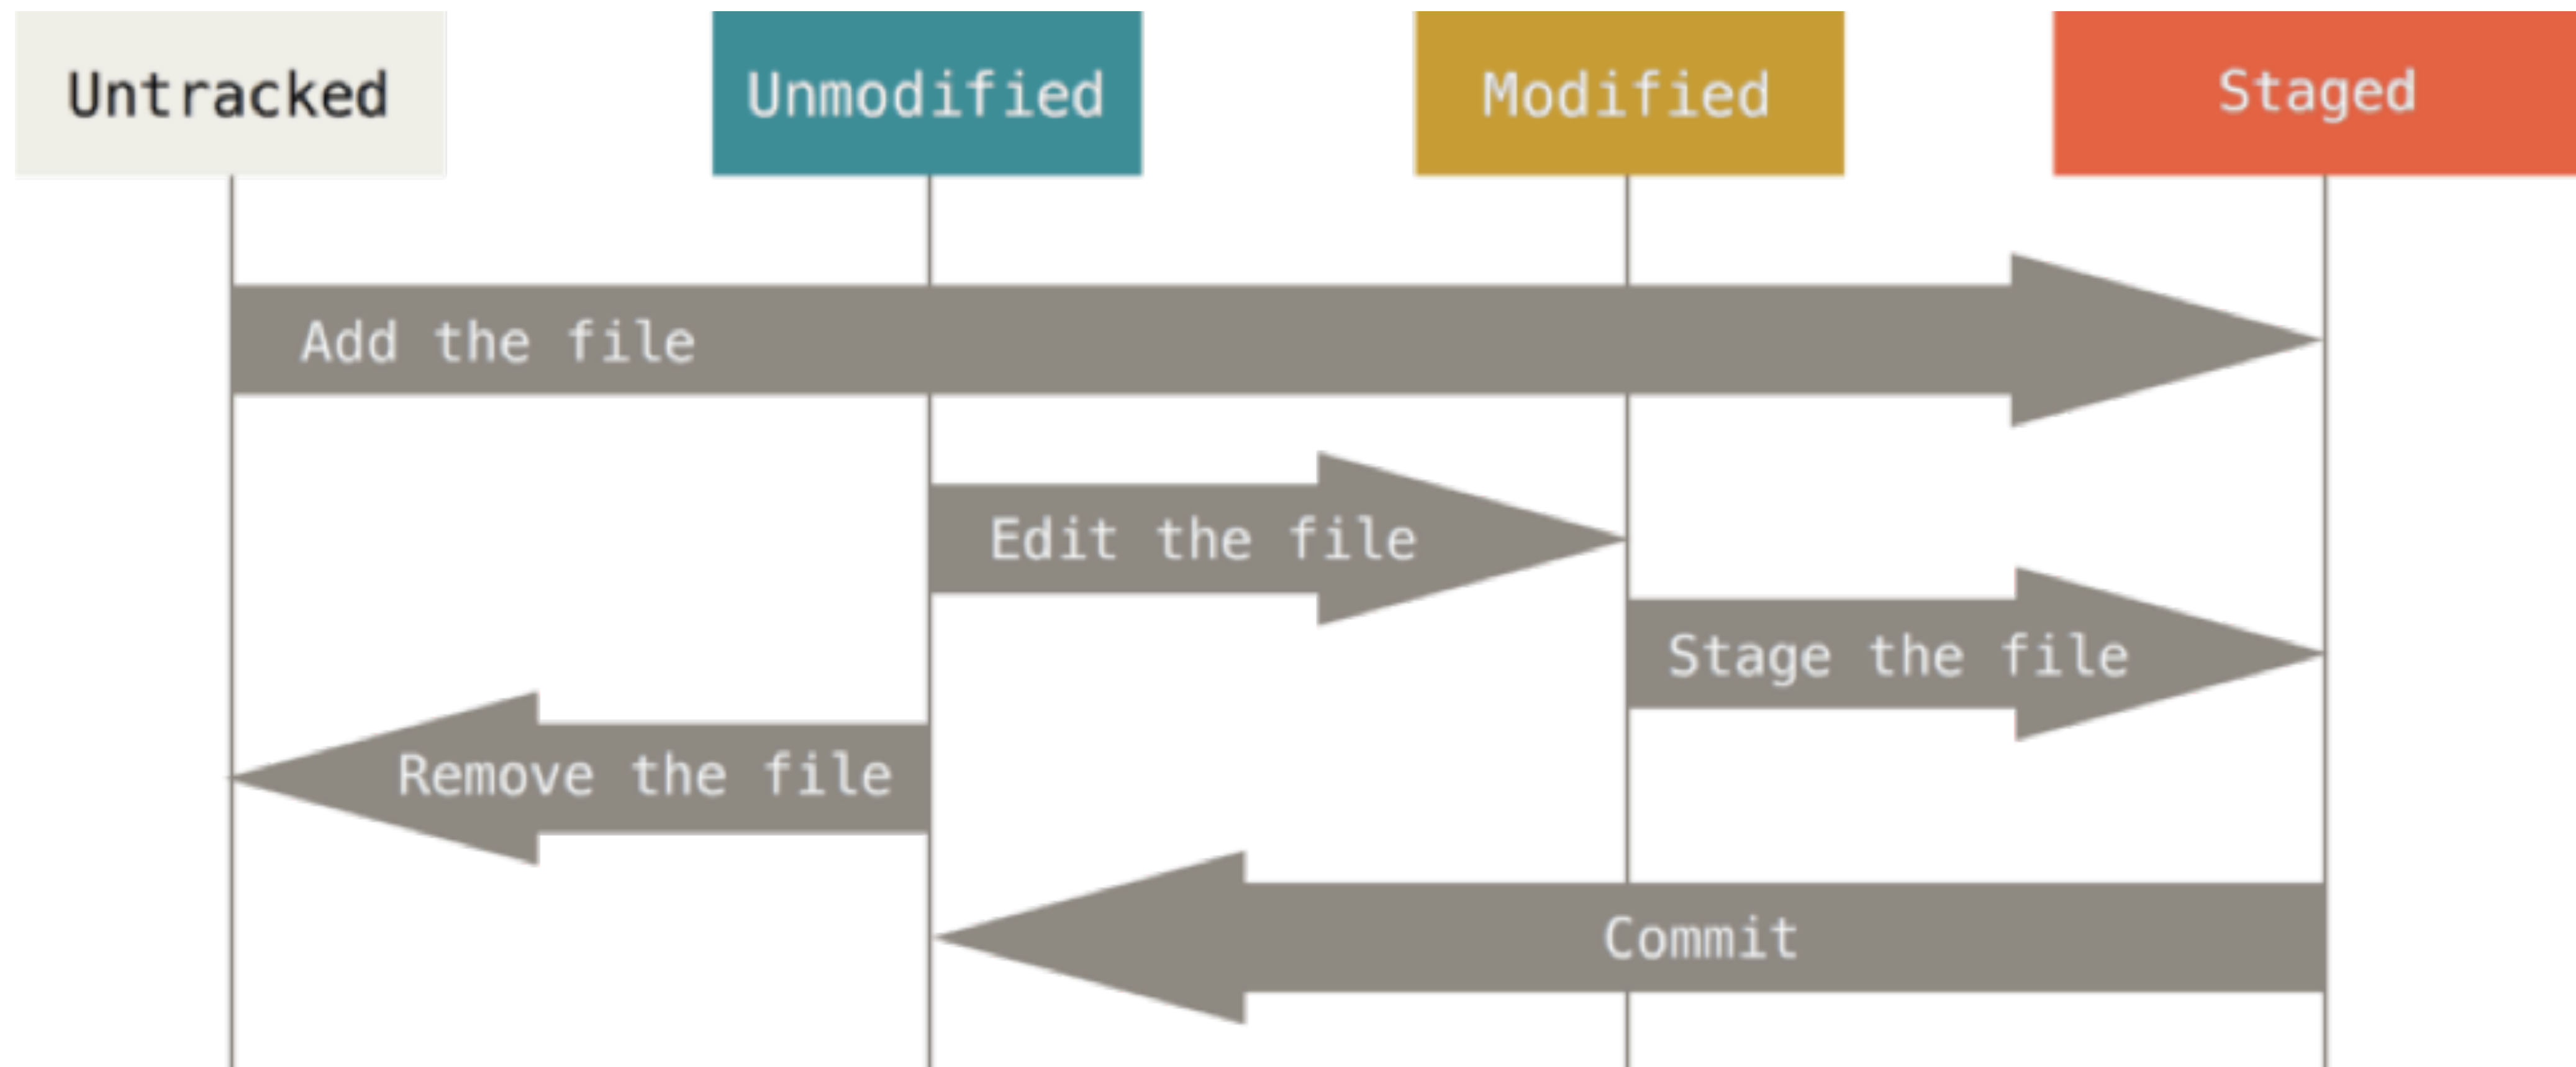 Untracked
Unmodified
Modified
Staged
Add the file
Edit the file
Stage the file
Remove the file
Commit